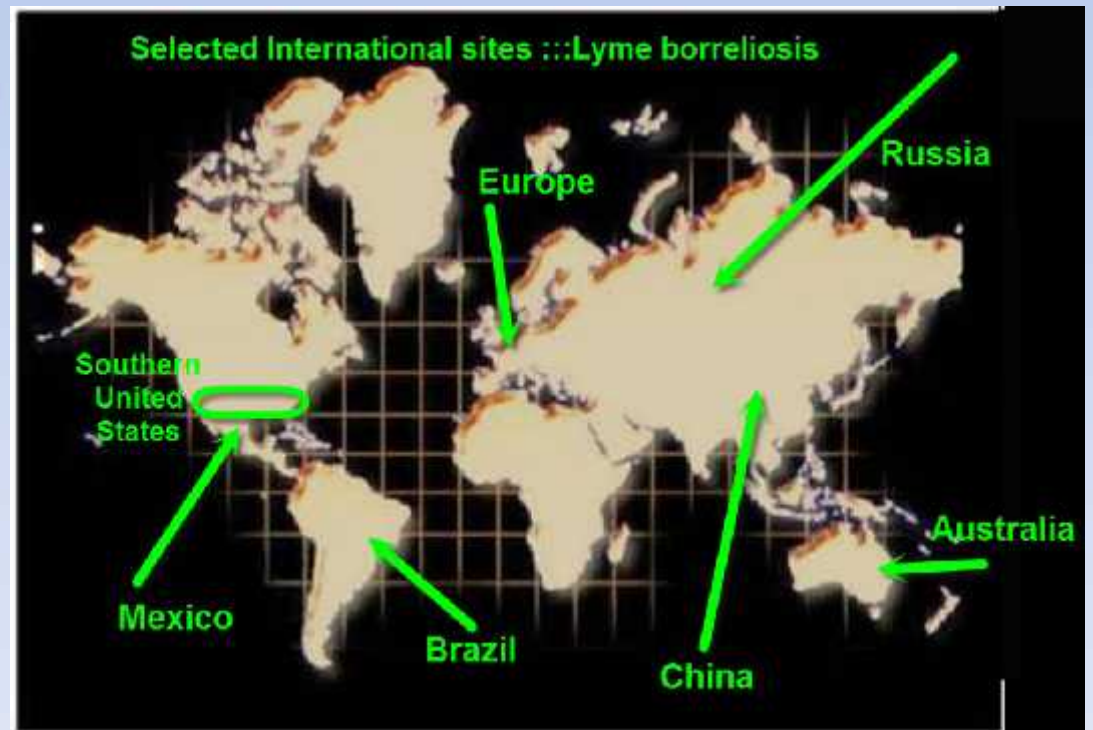 Selected International sites :::Lyme borreliosis
Russia
Europe
Southern
United
States
Australia
Mexico
Brazil
China